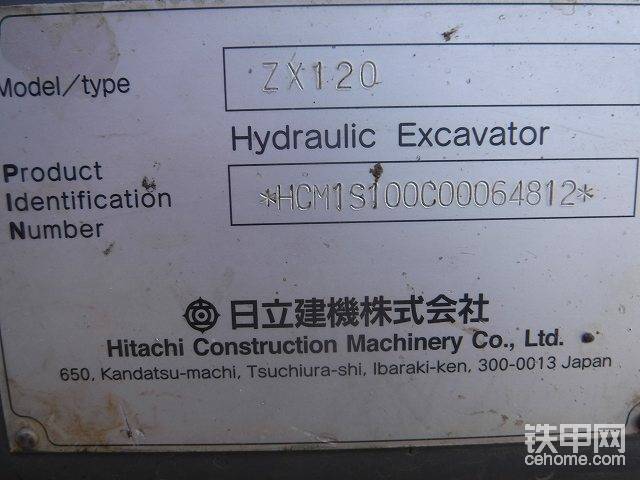 Model/type ZX120
Hydraulic Excavator
Product
Identification
Number
*HCM1S100C00064812*
日立建機株式会社
Hitachi Construction Machinery Co., Ltd.
650, Kandatsu-machi, Tsuchiura-shi, Ibaraki-ken, 300-0013 Japan
铁甲网
cehome.com